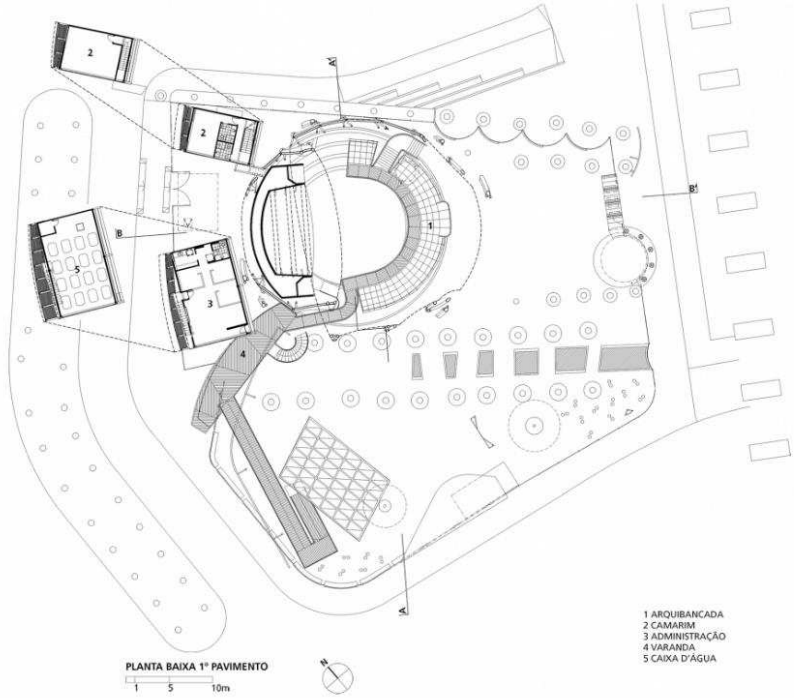 2
A'
2
1
B'
B
5
3
4
A
1 ARQUIBANCADA
2 CAMARIM
3 ADMINISTRAÇÃO
4 VARANDA
5 CAIXA D'ÁGUA
PLANTA BAIXA 1º PAVIMENTO
N
1 5 10m